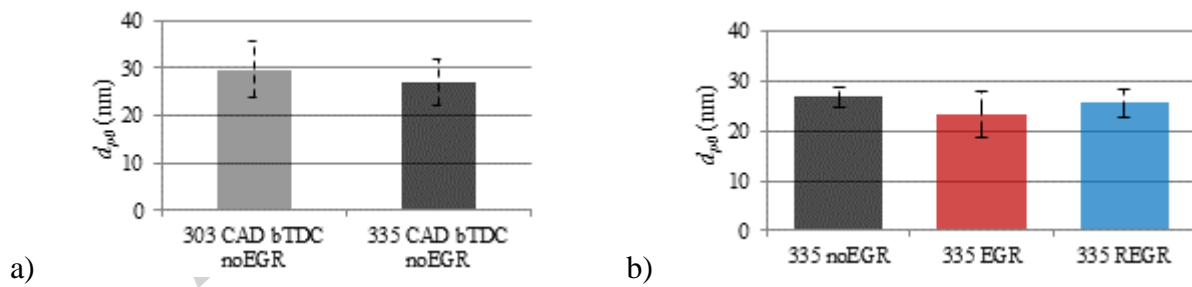 40
30
20
10
0
d_p0 (nm)
303 CAD bTDC
noEGR
335 CAD bTDC
noEGR
a)
40
30
20
10
0
d_p0 (nm)
335 noEGR
335 EGR
335 REGR
b)